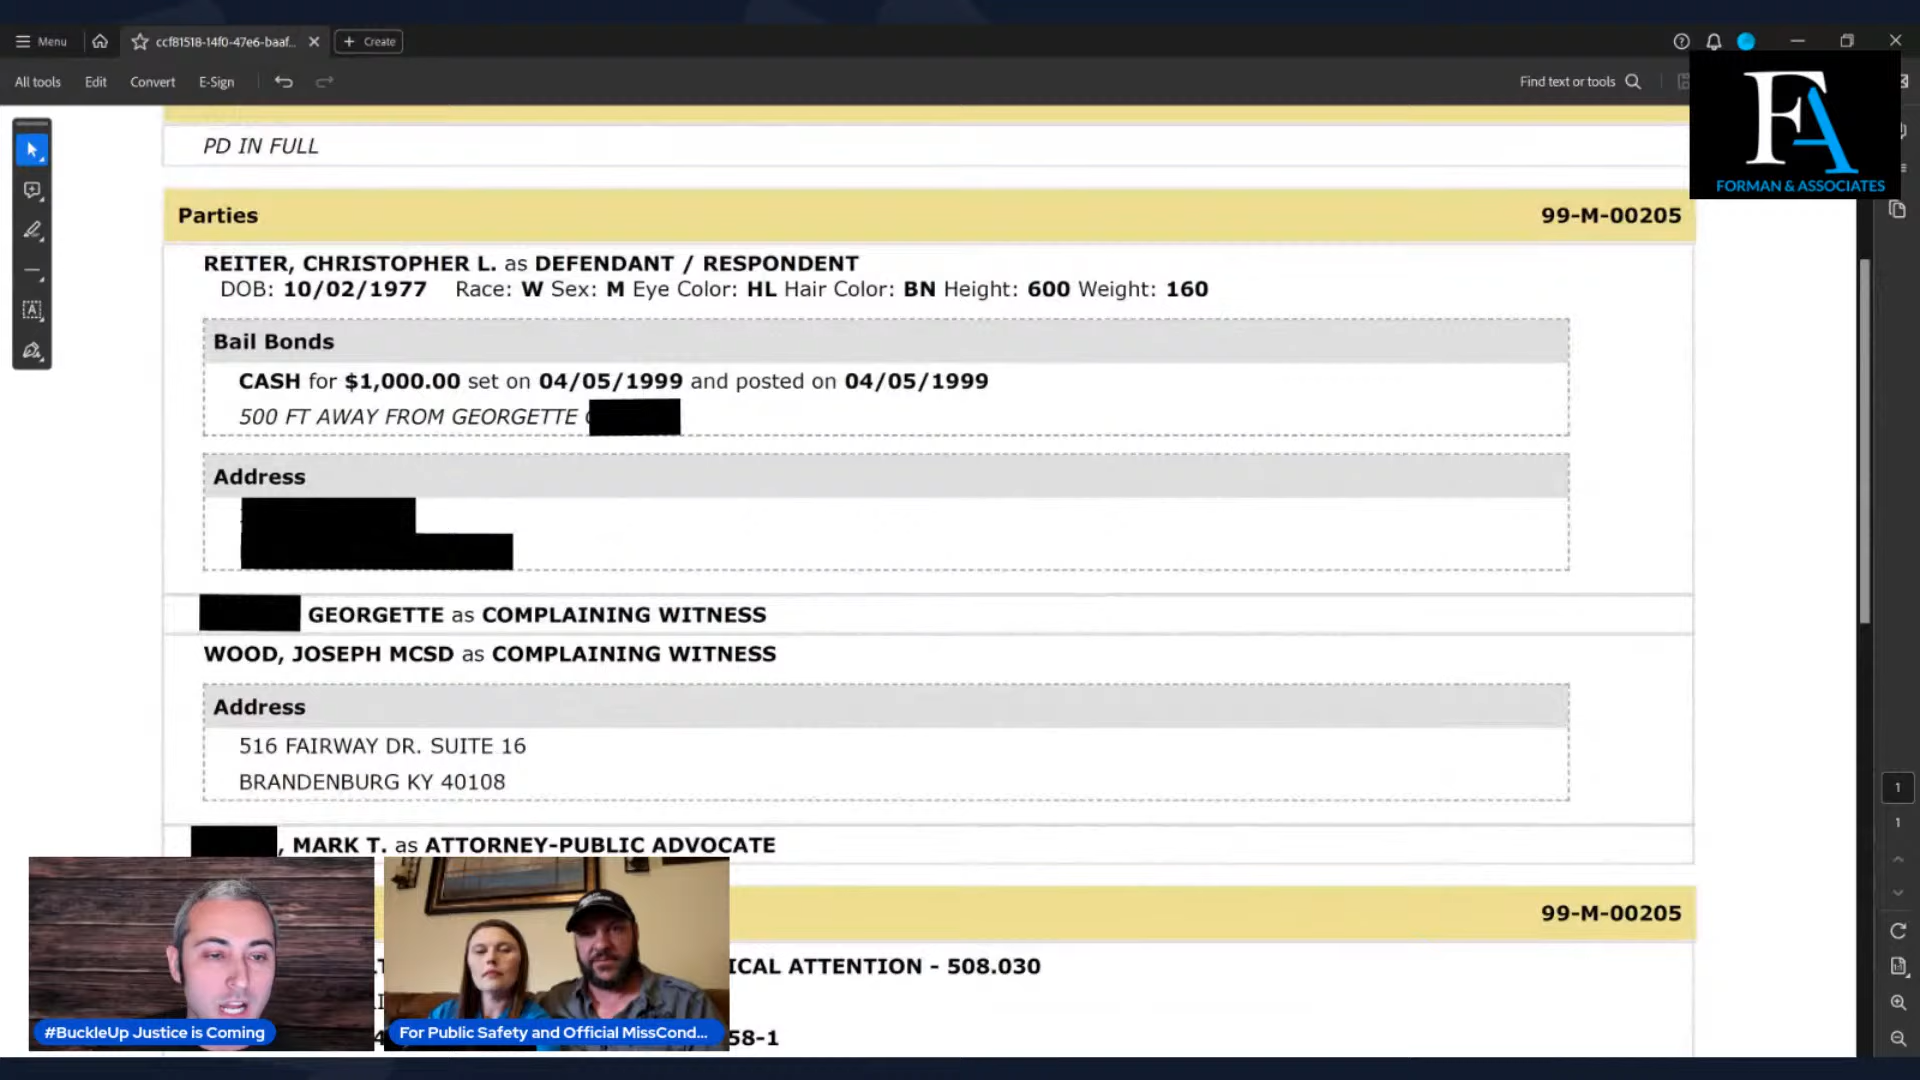 Menu
ccf81518-14f0-47e6-baaf...
Create
All tools
Edit
Convert
E-Sign
Find text or tools
FA
FORMAN & ASSOCIATES
PD IN FULL
Parties
99-M-00205
REITER, CHRISTOPHER L. as DEFENDANT / RESPONDENT
DOB: 10/02/1977 Race: W Sex: M Eye Color: HL Hair Color: BN Height: 600 Weight: 160
Bail Bonds
CASH for $1,000.00 set on 04/05/1999 and posted on 04/05/1999
500 FT AWAY FROM GEORGETTE
Address
GEORGETTE as COMPLAINING WITNESS
WOOD, JOSEPH MCSD as COMPLAINING WITNESS
Address
516 FAIRWAY DR. SUITE 16
BRANDENBURG KY 40108
, MARK T. as ATTORNEY-PUBLIC ADVOCATE
99-M-00205
ICAL ATTENTION - 508.030
58-1
1
1
#BuckleUp Justice is Coming
For Public Safety and Official MissCond...